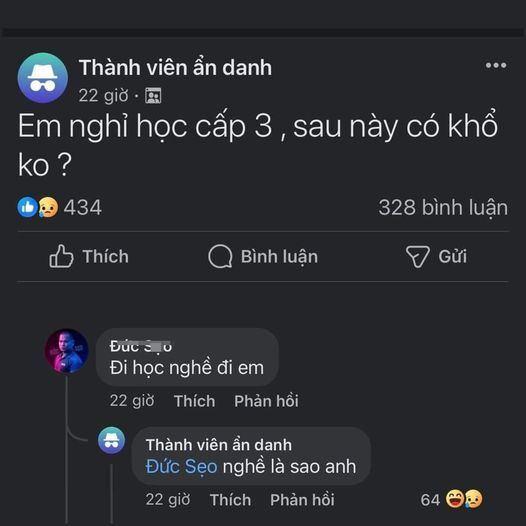 Thành viên ẩn danh
22 giờ ·
Em nghỉ học cấp 3 , sau này có khổ
ko ?
434
328 bình luận
Thích
Bình luận
Gửi
Đức Sẹo
Đi học nghề đi em
22 giờ Thích Phản hồi
Thành viên ẩn danh
Đức Sẹo nghề là sao anh
22 giờ Thích Phản hồi 64